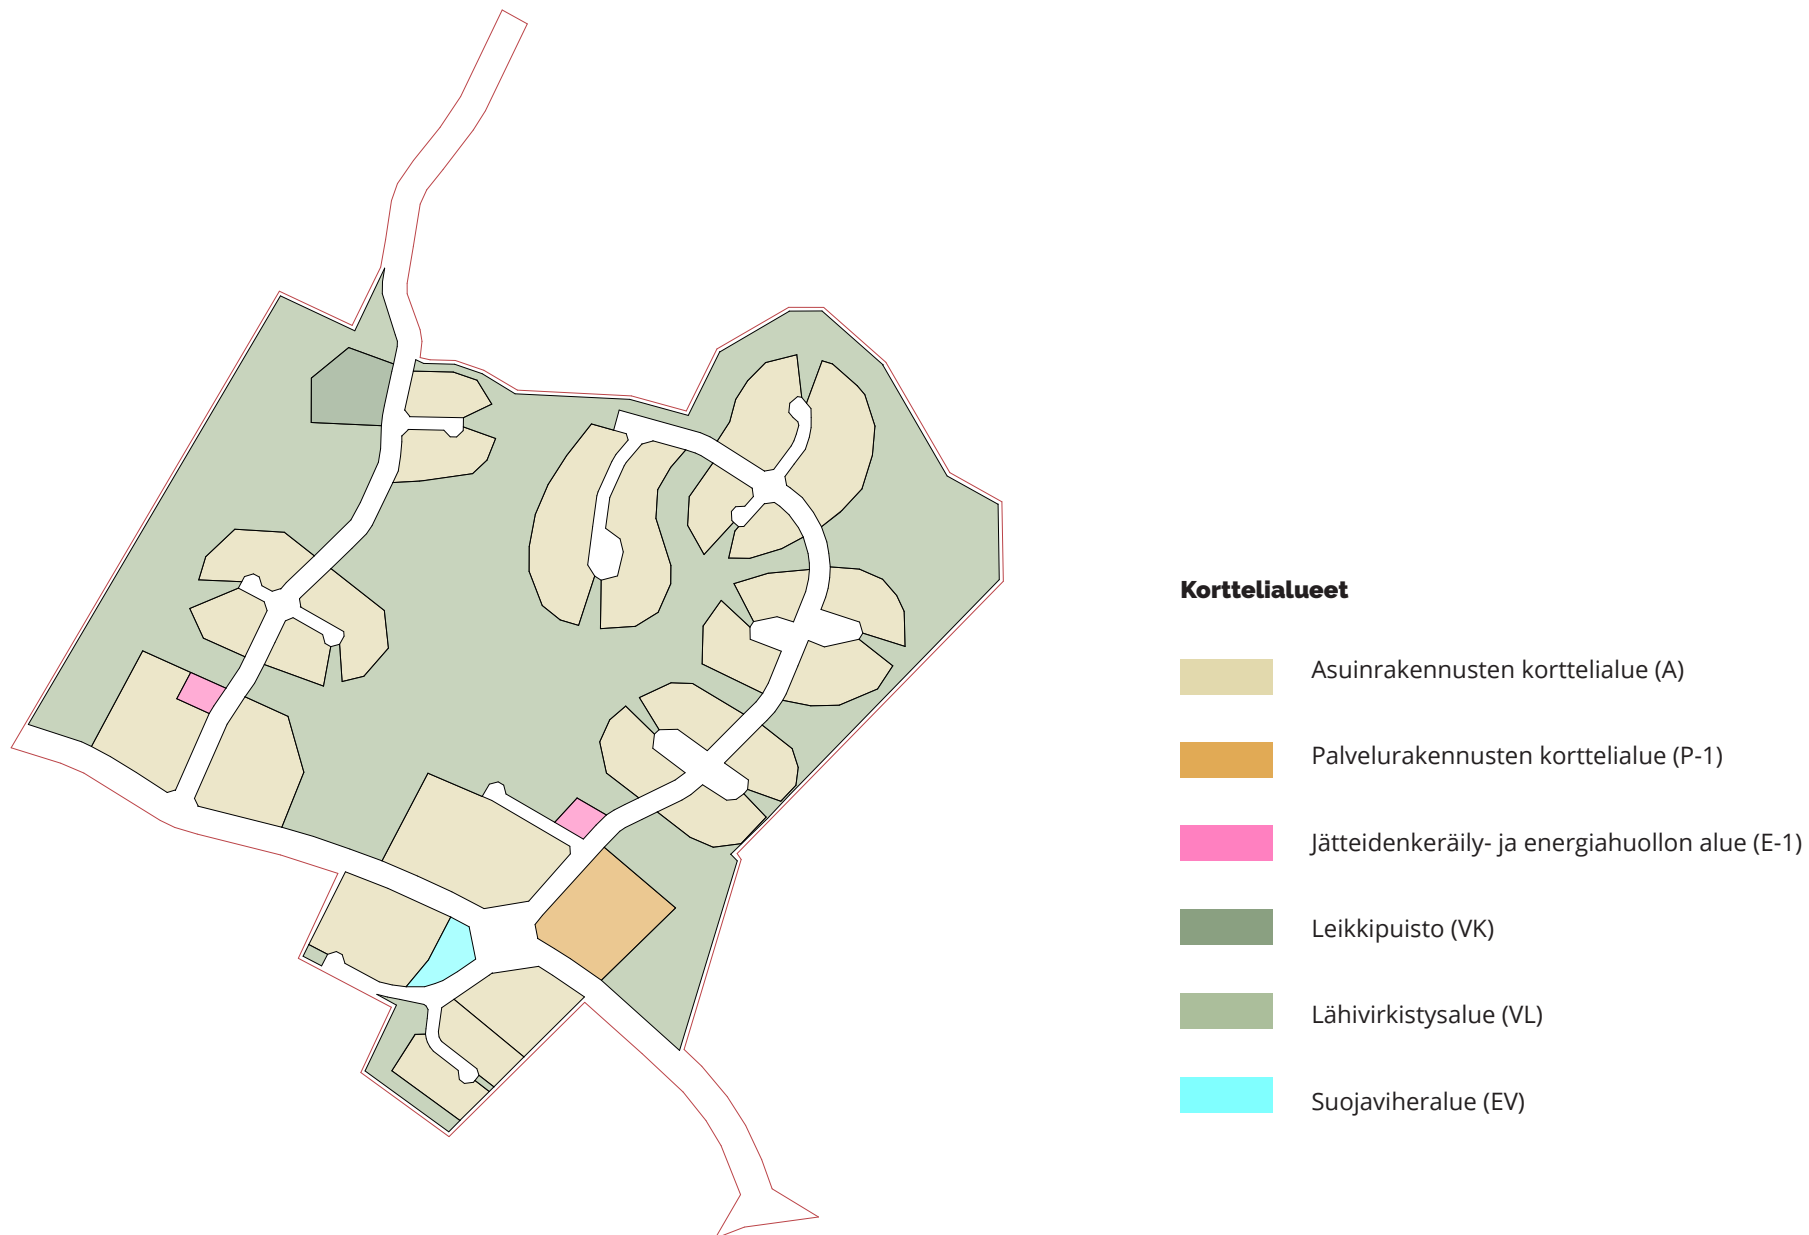 Korttelialueet
Asuinrakennusten korttelialue (A)
Palvelurakennusten korttelialue (P-1)
Jätteidenkeräily- ja energiahuollon alue (E-1)
Leikkipuisto (VK)
Lähivirkistysalue (VL)
Suojaviheralue (EV)